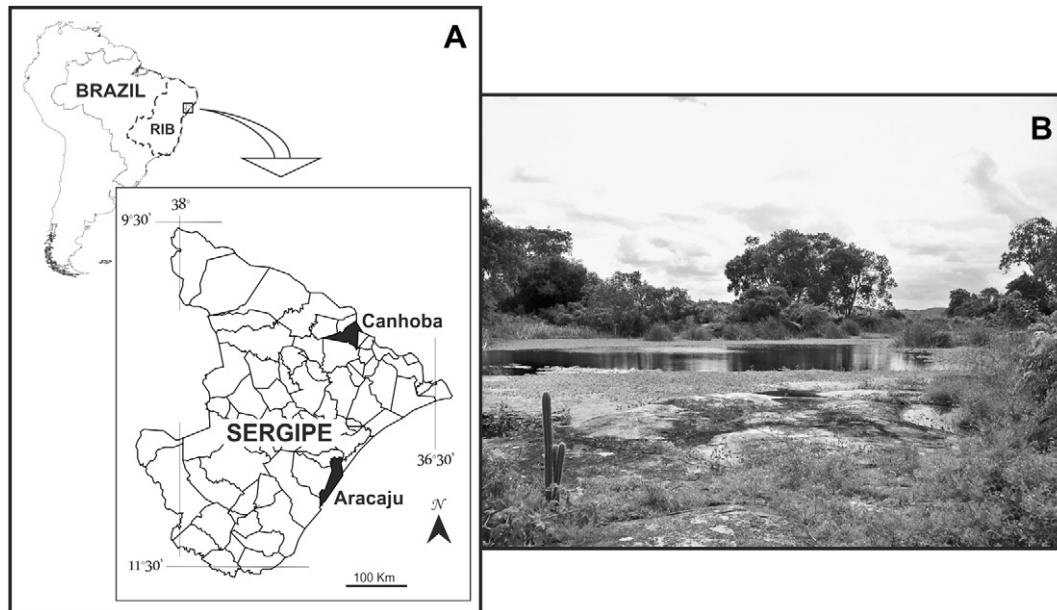 A
BRAZIL
RIB
38°
9°30'
Canhoba
SERGIPE
36°30'
Aracaju
N
11°30'
100 Km
B